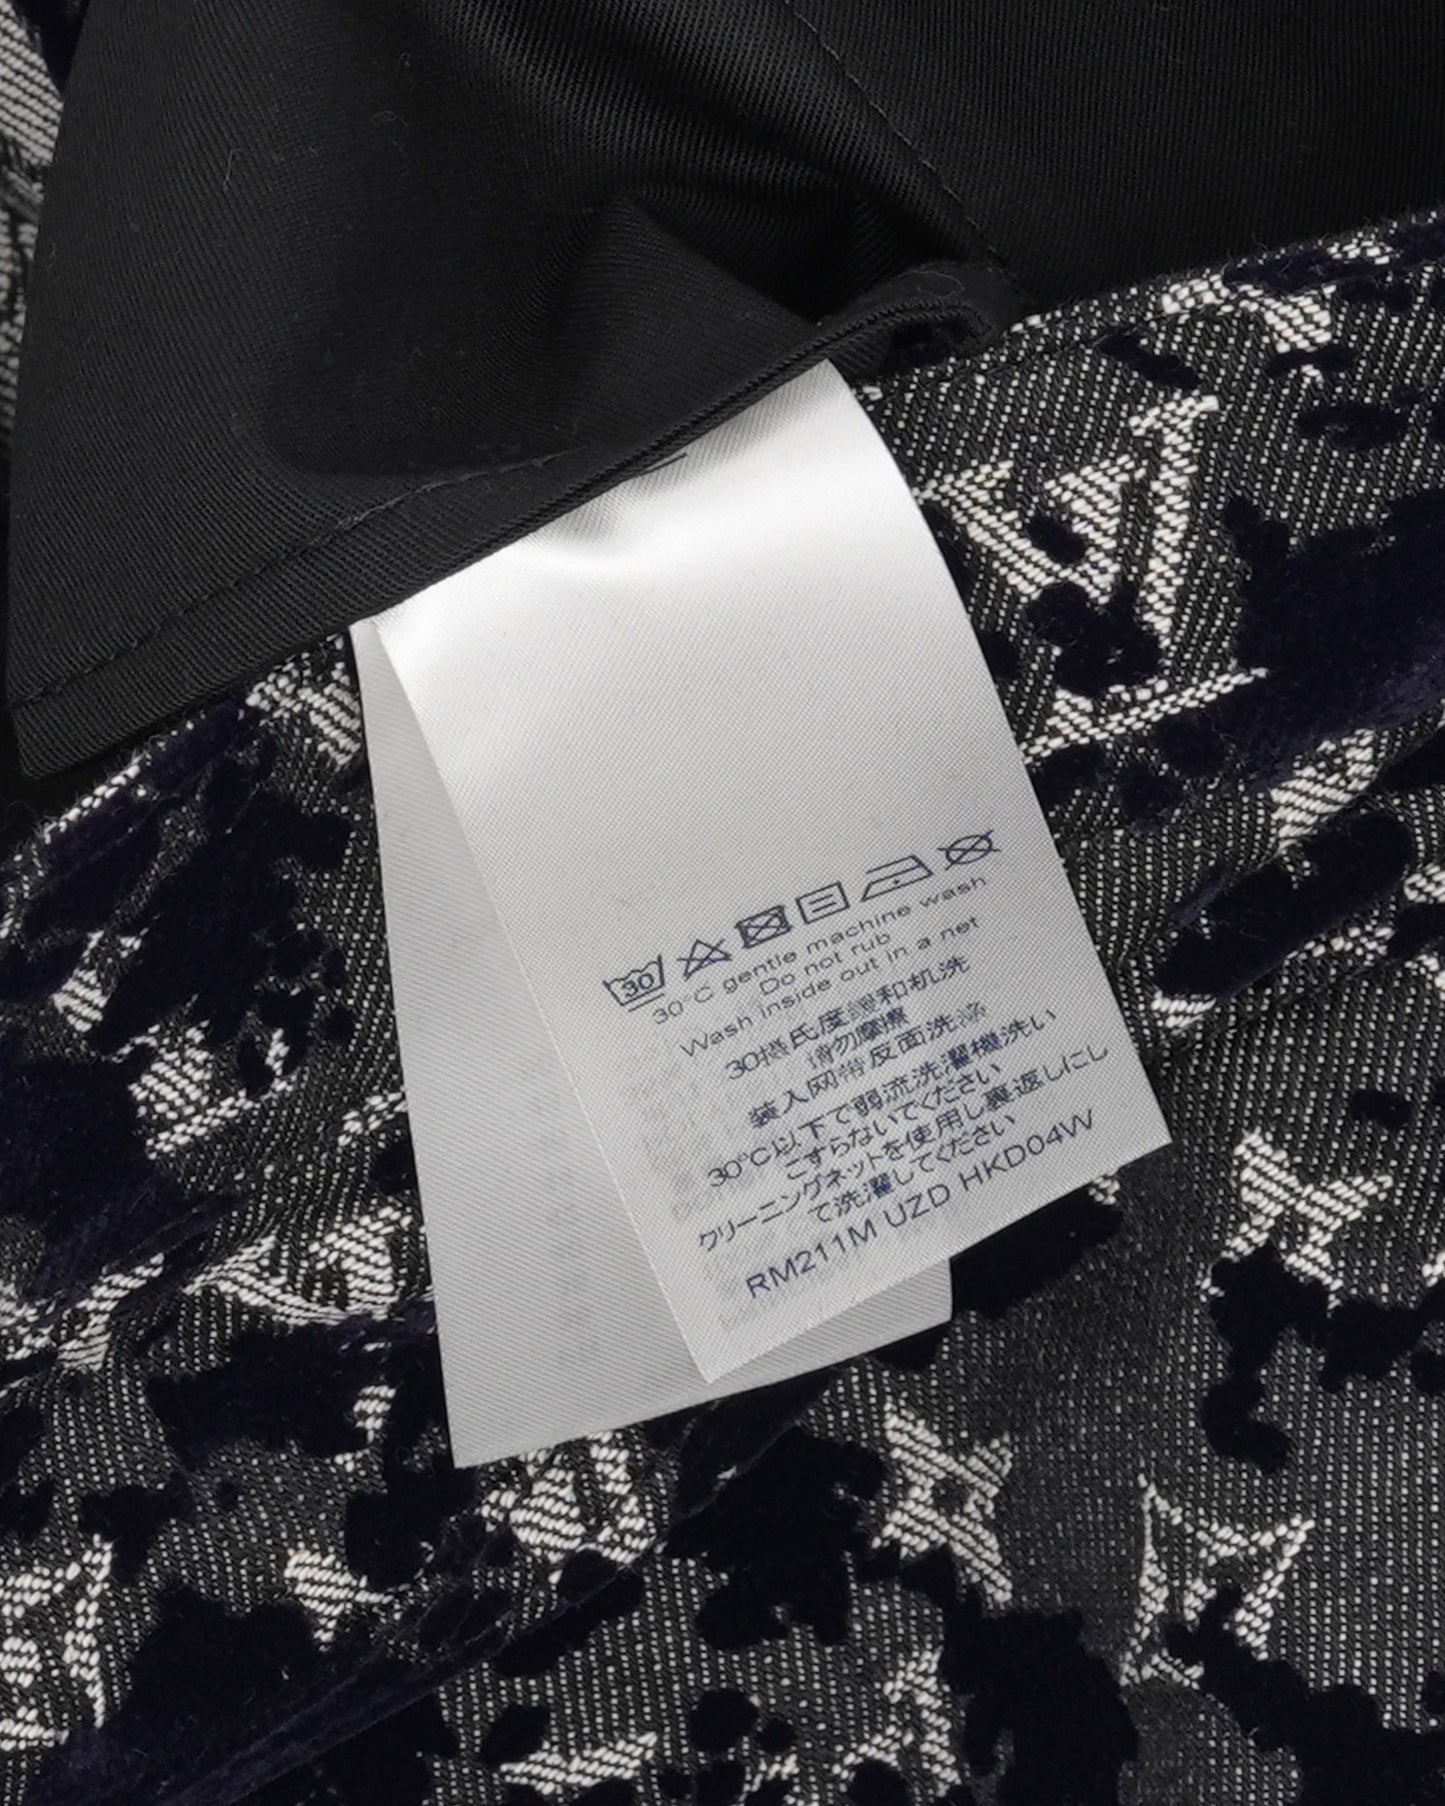 30
30°C gentle machine wash
Do not rub
Wash inside out in a net
30摄氏度缓和机洗
请勿摩擦
装入网带反面洗涤
30℃以下で弱流洗濯機洗い
こすらないでください
クリーニングネットを使用し裏返しにし
て洗濯してください
RM211M UZD HKD04W